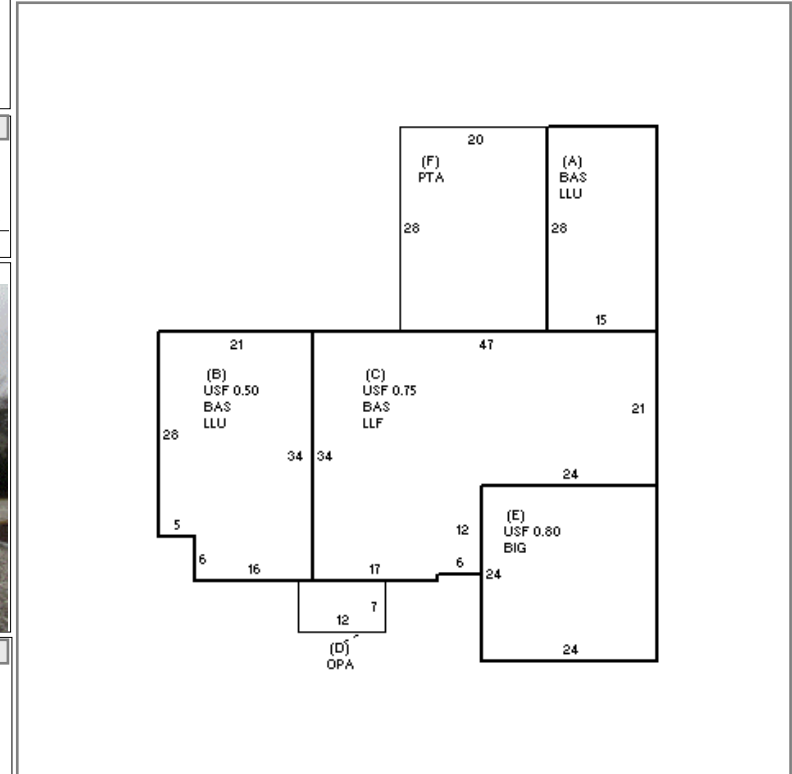 20
(F)
PTA
28
(A)
BAS
LLU
28
15
21
47
(B)
USF 0.50
BAS
LLU
28
34
5
6
16
(C)
USF 0.75
BAS
LLF
34
21
24
12
6
17
(E)
USF 0.80
BIG
24
24
7
12
(D)
OPA